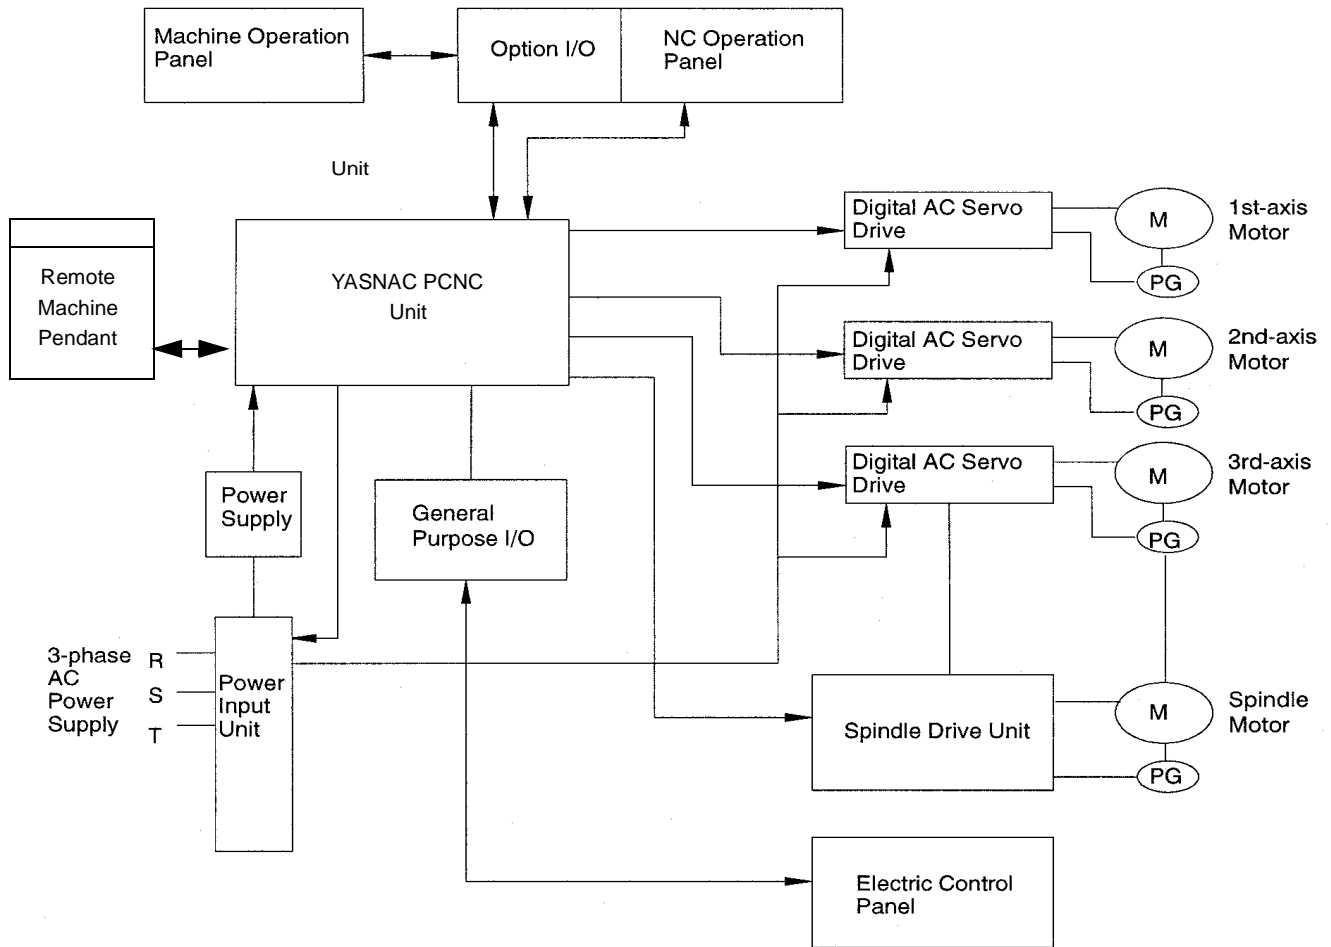 Machine Operation
Panel
Option I/O
NC Operation
Panel
Unit
Remote
Machine
Pendant
YASNAC PCNC
Unit
Digital AC Servo
Drive
M
PG
1st-axis
Motor
Digital AC Servo
Drive
M
PG
2nd-axis
Motor
Digital AC Servo
Drive
M
PG
3rd-axis
Motor
Power
Supply
General
Purpose I/O
3-phase
AC
Power
Supply
R
S
T
Power
Input
Unit
Spindle Drive Unit
M
PG
Spindle
Motor
Electric Control
Panel